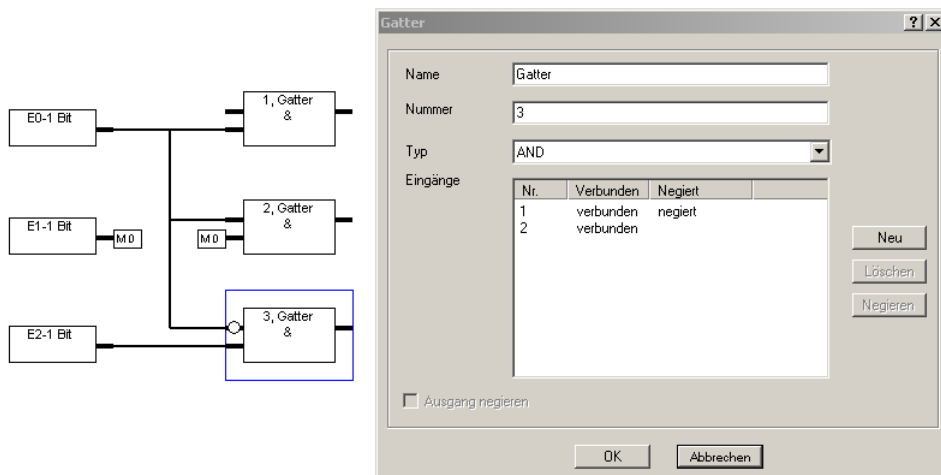 E0-1 Bit
1, Gatter
&
E1-1 Bit
M 0
M 0
2, Gatter
&
E2-1 Bit
3, Gatter
&
Gatter
Name
Gatter
Nummer
3
Typ
AND
Eingänge
Nr. Verbunden Negiert
1 verbunden negiert
2 verbunden
Neu
Löschen
Negieren
Ausgang negieren
OK
Abbrechen